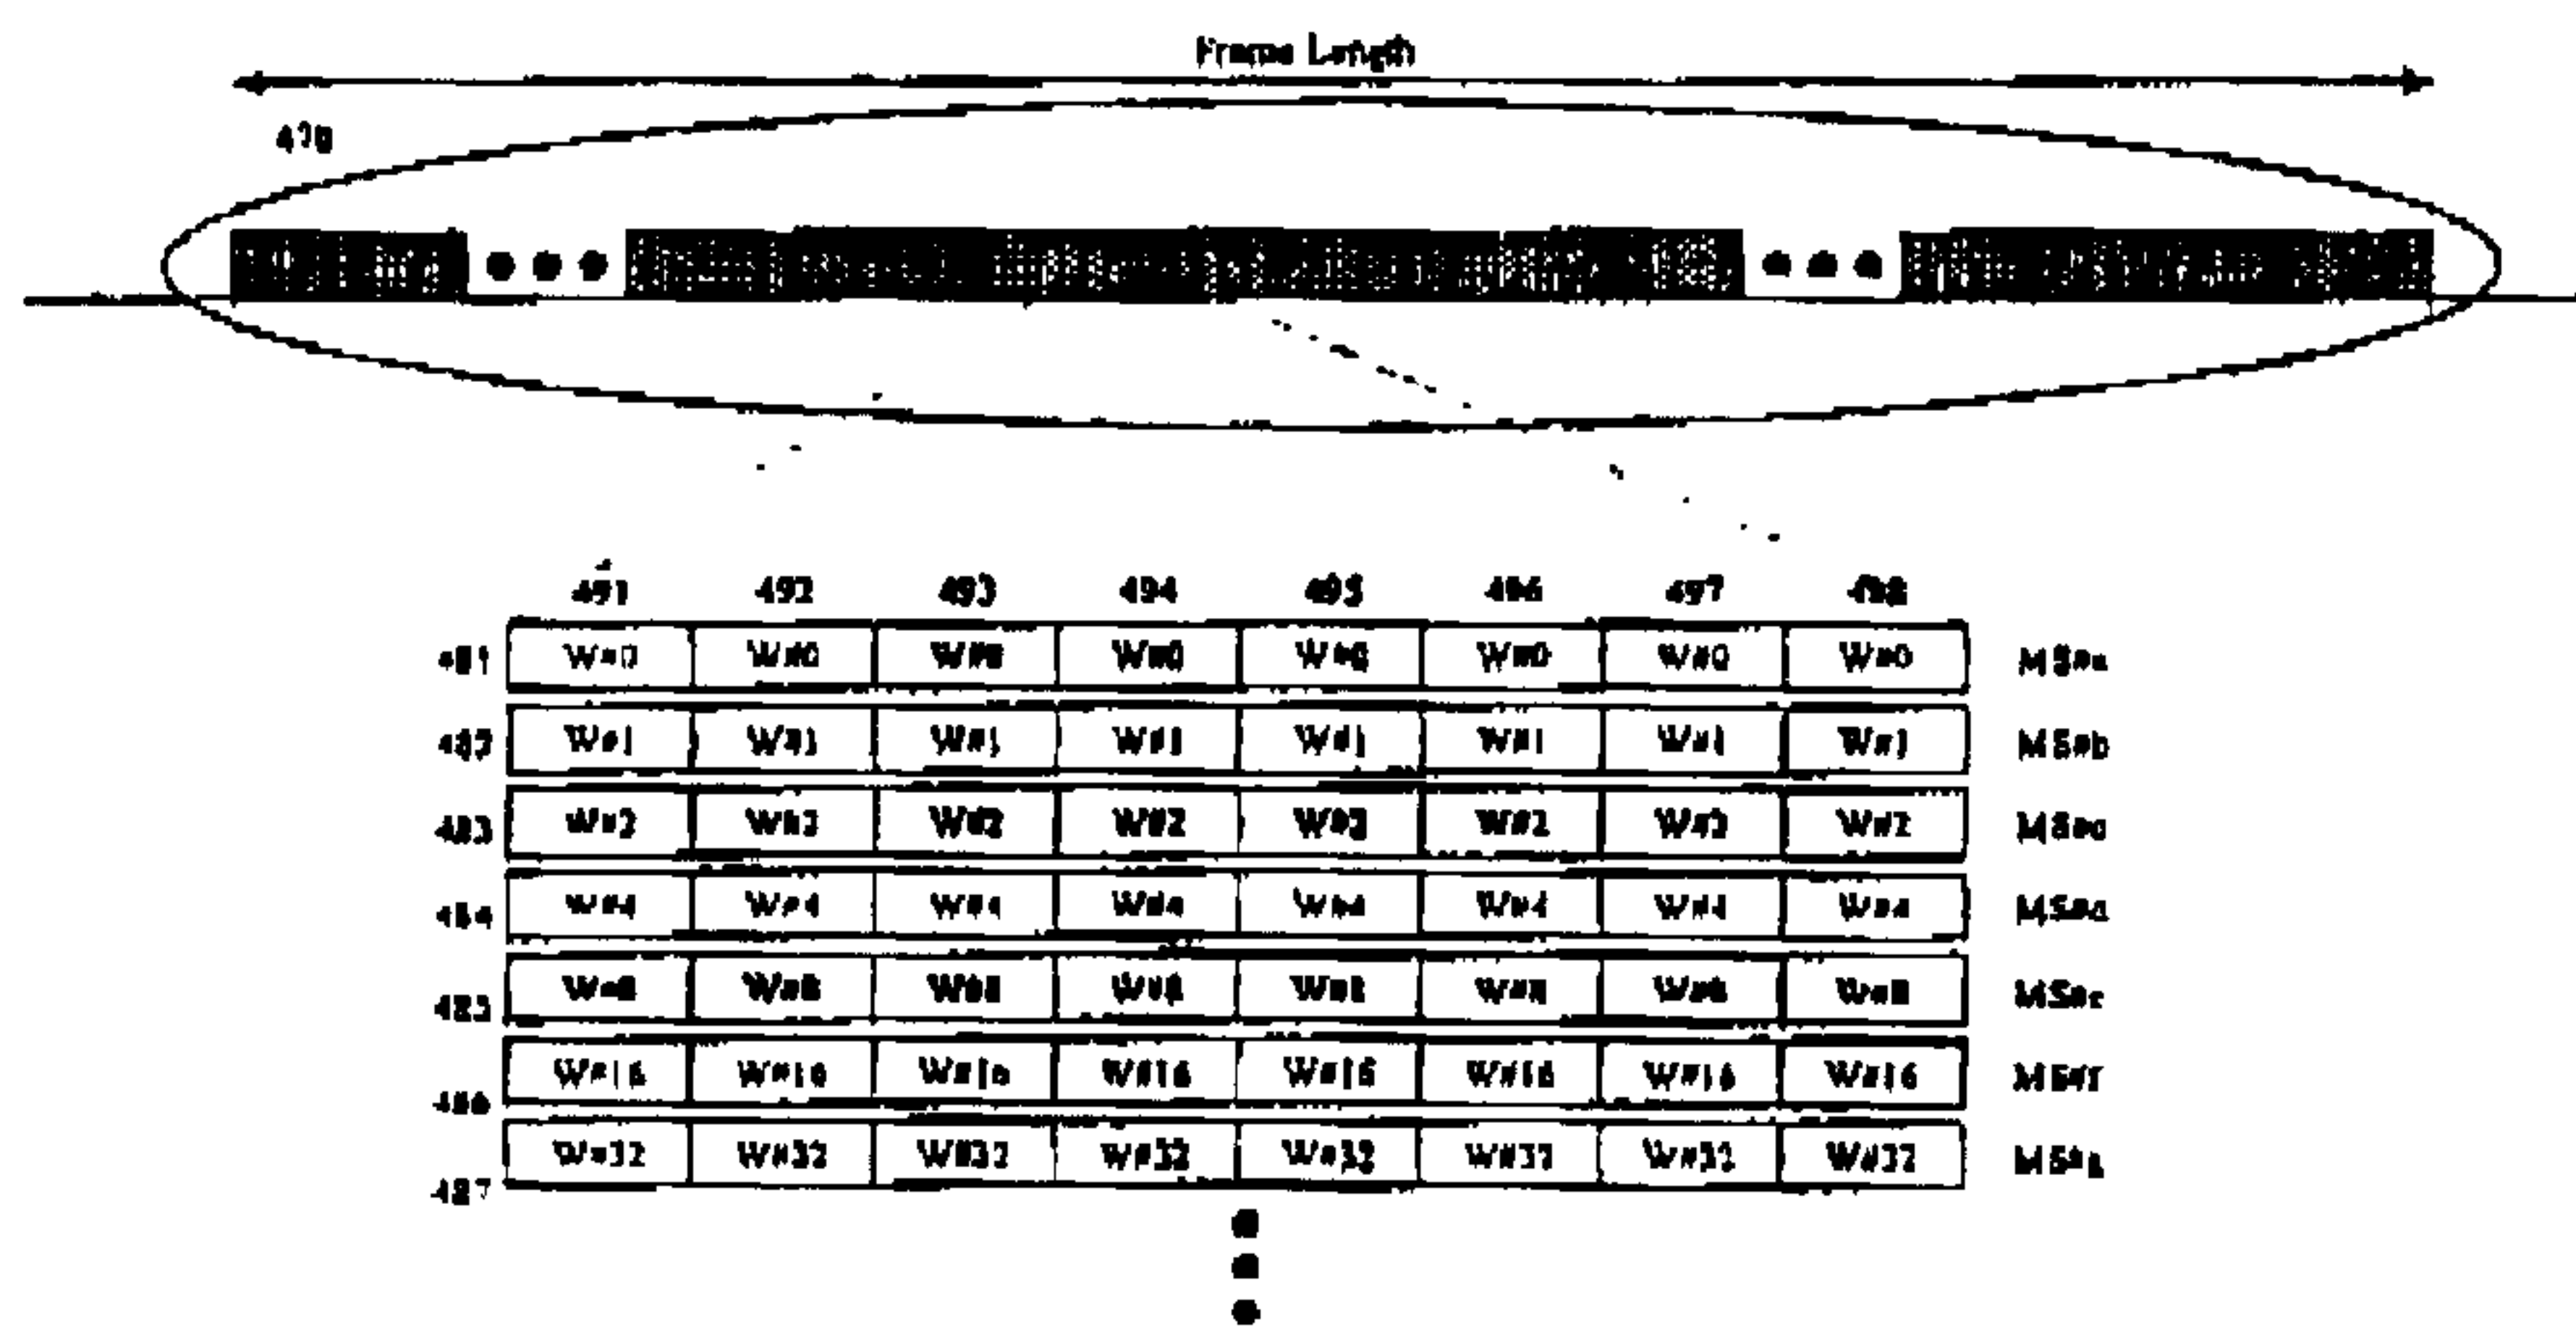 Frame Length
470
491 492 493 494 495 496 497 498
481 W#0 W#0 W#0 W#0 W#0 W#0 W#0 W#0 MS#a
482 W#1 W#1 W#1 W#1 W#1 W#1 W#1 W#1 MS#b
483 W#2 W#2 W#2 W#2 W#2 W#2 W#2 W#2 MS#c
484 W#4 W#4 W#4 W#4 W#4 W#4 W#4 W#4 MS#d
485 W#8 W#8 W#8 W#8 W#8 W#8 W#8 W#8 MS#e
486 W#16 W#16 W#16 W#16 W#16 W#16 W#16 W#16 MS#f
487 W#32 W#32 W#32 W#32 W#32 W#32 W#32 W#32 MS#g